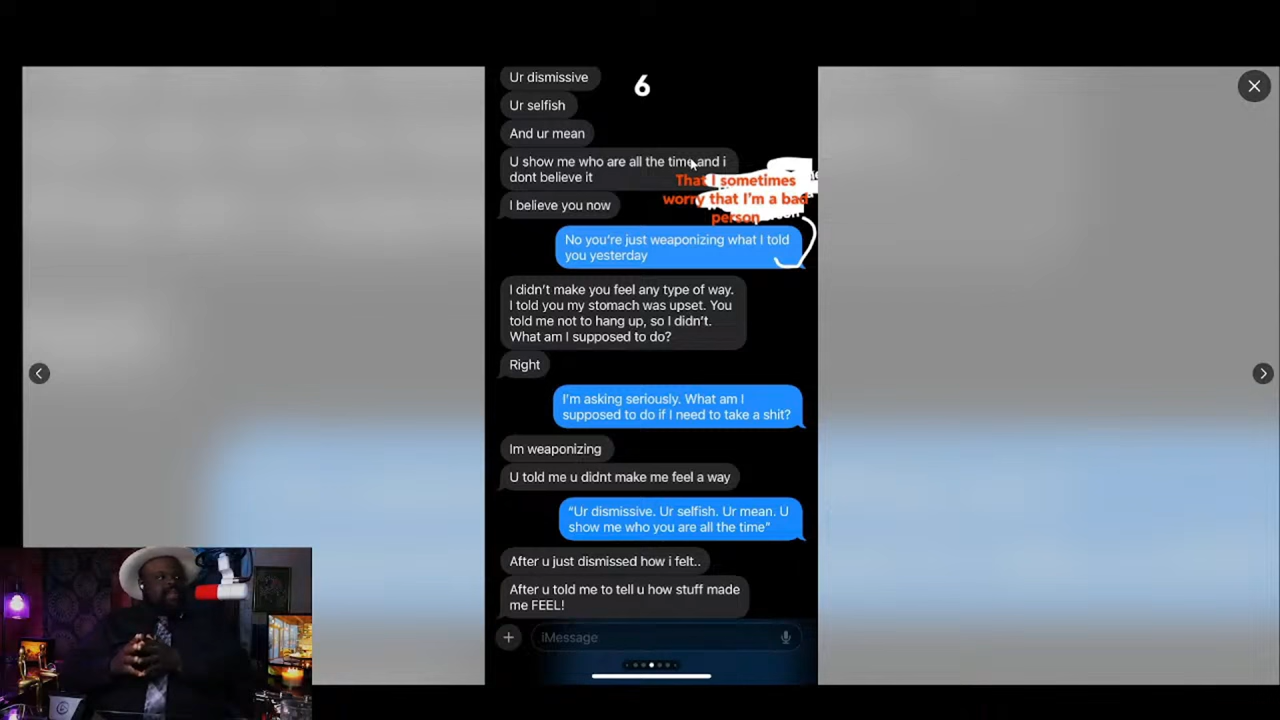 Ur dismissive
6
Ur selfish
And ur mean
U show me who are all the time and i
dont believe it
That I sometimes
worry that I'm a bad
person
I believe you now
No you're just weaponizing what I told
you yesterday
I didn't make you feel any type of way.
I told you my stomach was upset. You
told me not to hang up, so I didn't.
What am I supposed to do?
Right
I'm asking seriously. What am I
supposed to do if I need to take a shit?
Im weaponizing
U told me u didnt make me feel a way
“Ur dismissive. Ur selfish. Ur mean. U
show me who you are all the time”
After u just dismissed how i felt..
After u told me to tell u how stuff made
me FEEL!
iMessage